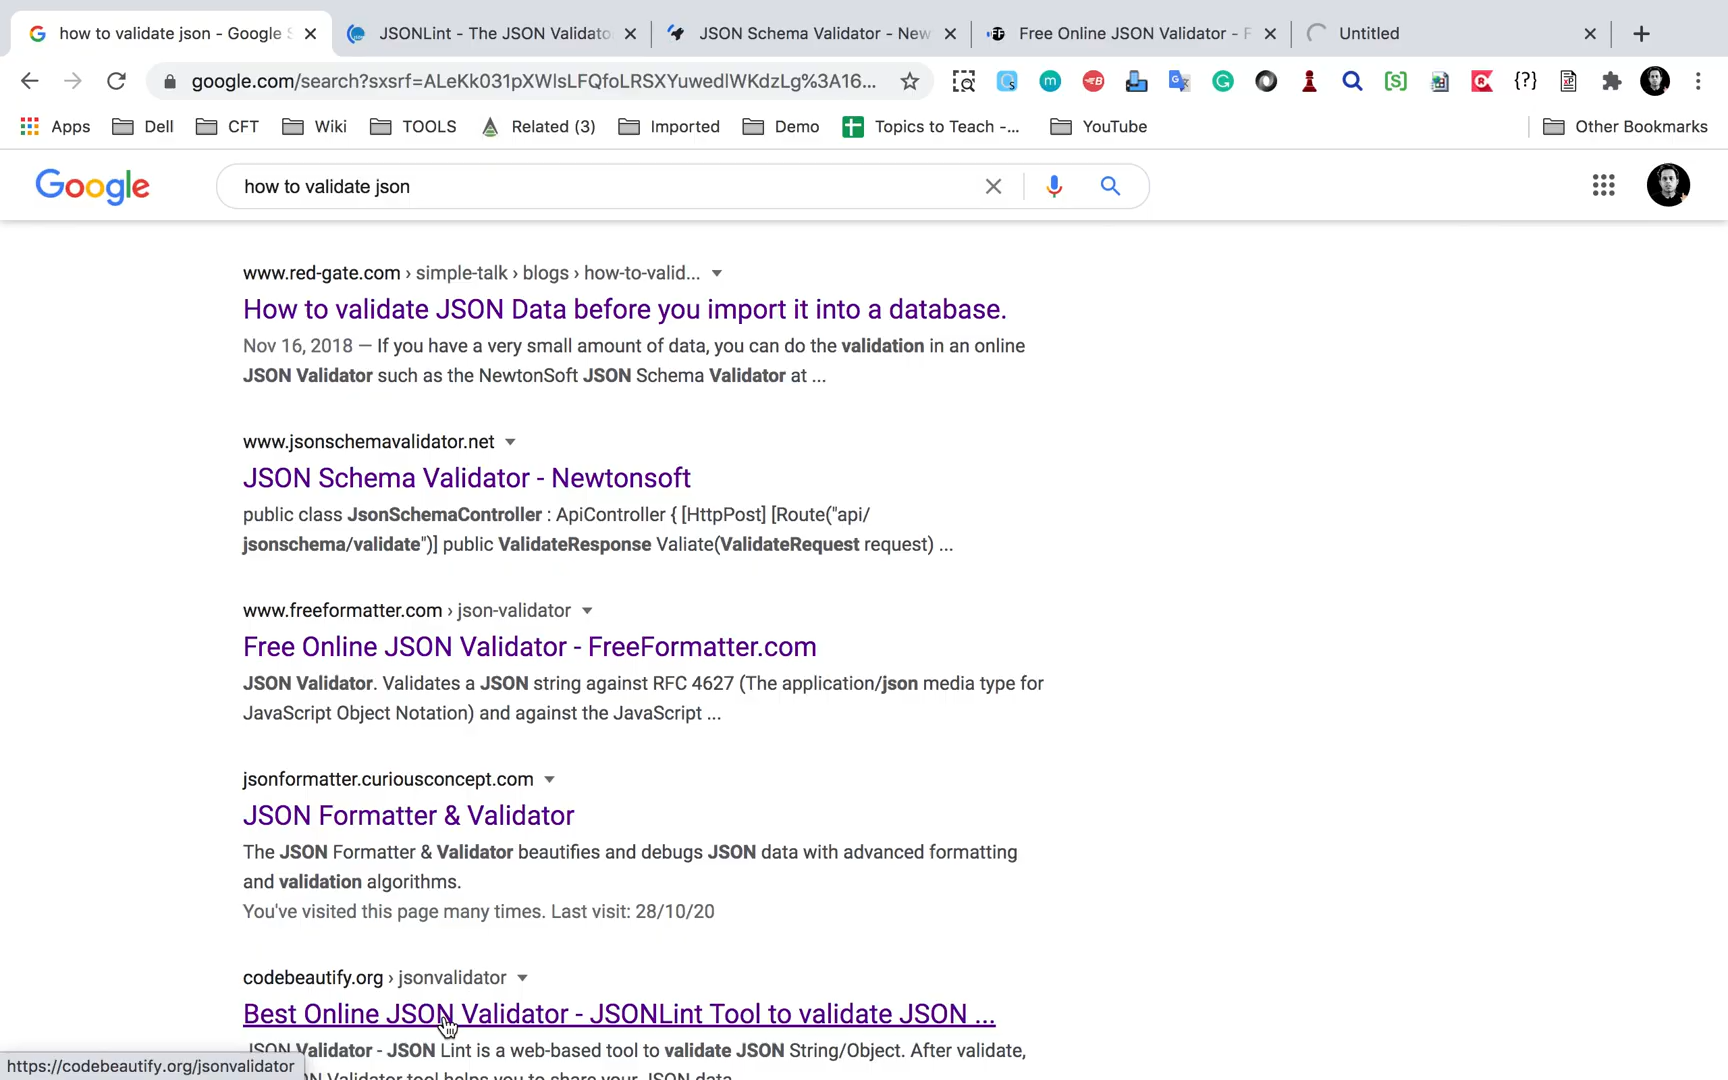 how to validate json - Google S
JSONLint - The JSON Validato
JSON Schema Validator - New
Free Online JSON Validator - F
Untitled
google.com/search?sxsrf=ALeKk031pXWlsLFQfoLRSXYuwedlWKdzLg%3A16...
Apps
Dell
CFT
Wiki
TOOLS
Related (3)
Imported
Demo
Topics to Teach -...
YouTube
Other Bookmarks
Google
how to validate json
www.red-gate.com › simple-talk › blogs › how-to-valid...
How to validate JSON Data before you import it into a database.
Nov 16, 2018 — If you have a very small amount of data, you can do the validation in an online
JSON Validator such as the NewtonSoft JSON Schema Validator at ...
www.jsonschemavalidator.net
JSON Schema Validator - Newtonsoft
public class JsonSchemaController : ApiController { [HttpPost] [Route("api/
jsonschema/validate")] public ValidateResponse Valiate(ValidateRequest request) ...
www.freeformatter.com › json-validator
Free Online JSON Validator - FreeFormatter.com
JSON Validator. Validates a JSON string against RFC 4627 (The application/json media type for
JavaScript Object Notation) and against the JavaScript ...
jsonformatter.curiousconcept.com
JSON Formatter & Validator
The JSON Formatter & Validator beautifies and debugs JSON data with advanced formatting
and validation algorithms.
You've visited this page many times. Last visit: 28/10/20
codebeautify.org › jsonvalidator
Best Online JSON Validator - JSONLint Tool to validate JSON ...
JSON Validator - JSON Lint is a web-based tool to validate JSON String/Object. After validate,
https://codebeautify.org/jsonvalidator
Validator tool helps you to share your JSON data.